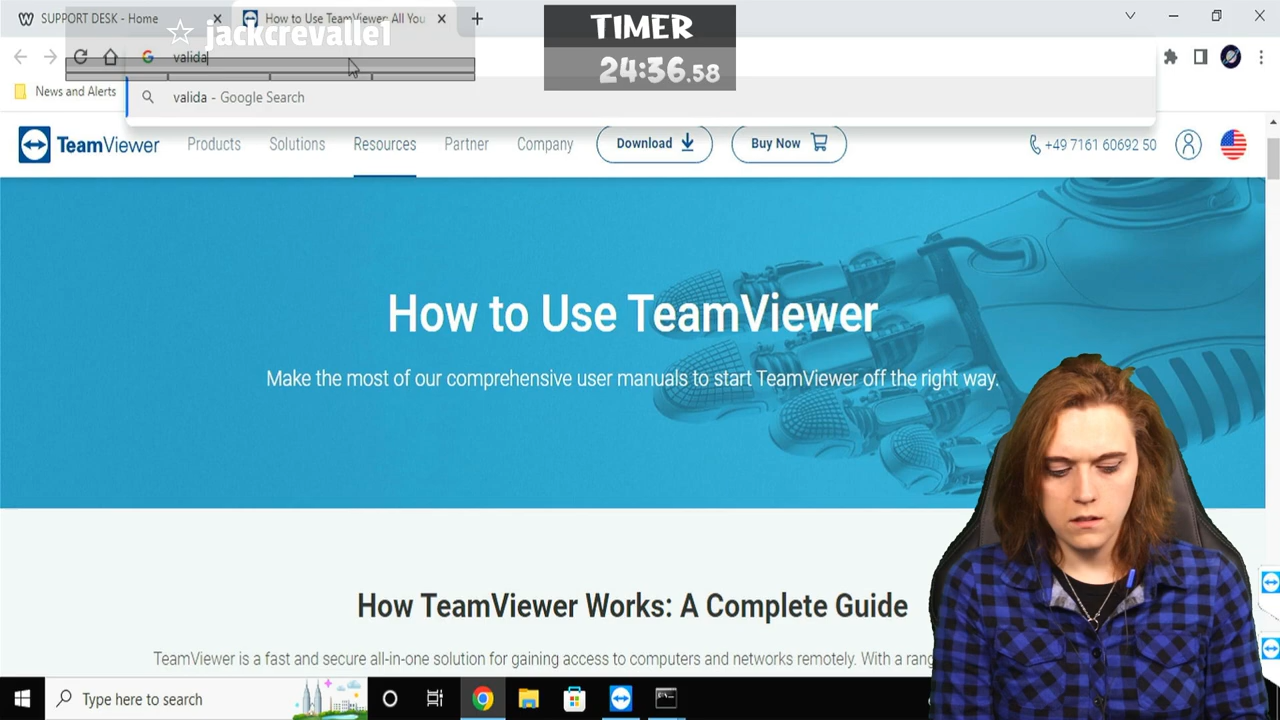 SUPPORT DESK - Home
How to Use TeamViewer All You
☆ jackcrevalle1
TIMER
24:36.58
valida
valida - Google Search
News and Alerts
TeamViewer
Products
Solutions
Resources
Partner
Company
Download
Buy Now
+49 7161 60692 50
How to Use TeamViewer
Make the most of our comprehensive user manuals to start TeamViewer off the right way.
How TeamViewer Works: A Complete Guide
TeamViewer is a fast and secure all-in-one solution for gaining access to computers and networks remotely. With a rang
Type here to search